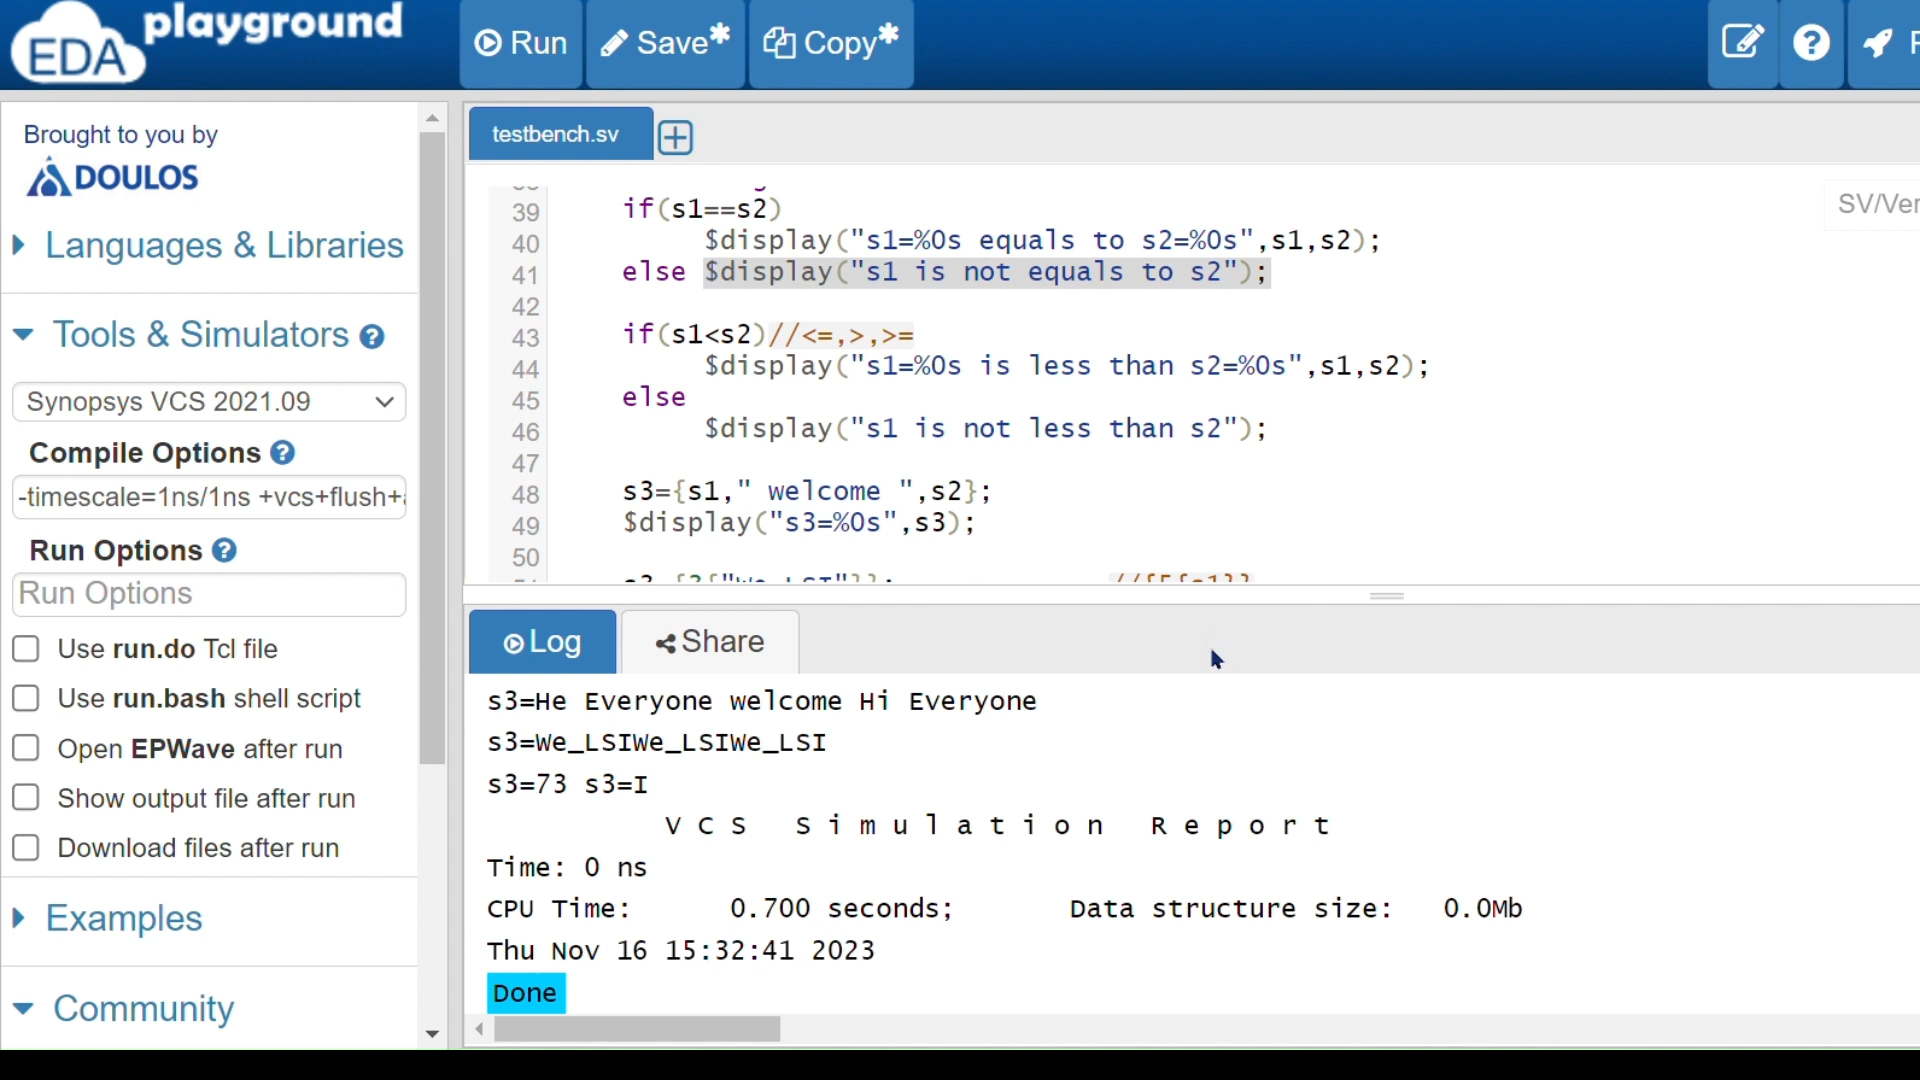 EDA playground
Run
Save*
Copy*
Brought to you by
DOULOS
Languages & Libraries
Tools & Simulators
Synopsys VCS 2021.09
Compile Options
-timescale=1ns/1ns +vcs+flush+
Run Options
Run Options
Use run.do Tcl file
Use run.bash shell script
Open EPWave after run
Show output file after run
Download files after run
Examples
Community
testbench.sv
SV/Ver
39 if(s1==s2)
40 $display("s1=%0s equals to s2=%0s",s1,s2);
41 else $display("s1 is not equals to s2");
42
43 if(s1<s2)//<=,>,>=
44 $display("s1=%0s is less than s2=%0s",s1,s2);
45 else
46 $display("s1 is not less than s2");
47
48 s3={s1," welcome ",s2};
49 $display("s3=%0s",s3);
50
Log
Share
s3=He Everyone welcome Hi Everyone
s3=We_LSIWe_LSIWe_LSI
s3=73 s3=I
V C S S i m u l a t i o n R e p o r t
Time: 0 ns
CPU Time: 0.700 seconds; Data structure size: 0.0Mb
Thu Nov 16 15:32:41 2023
Done